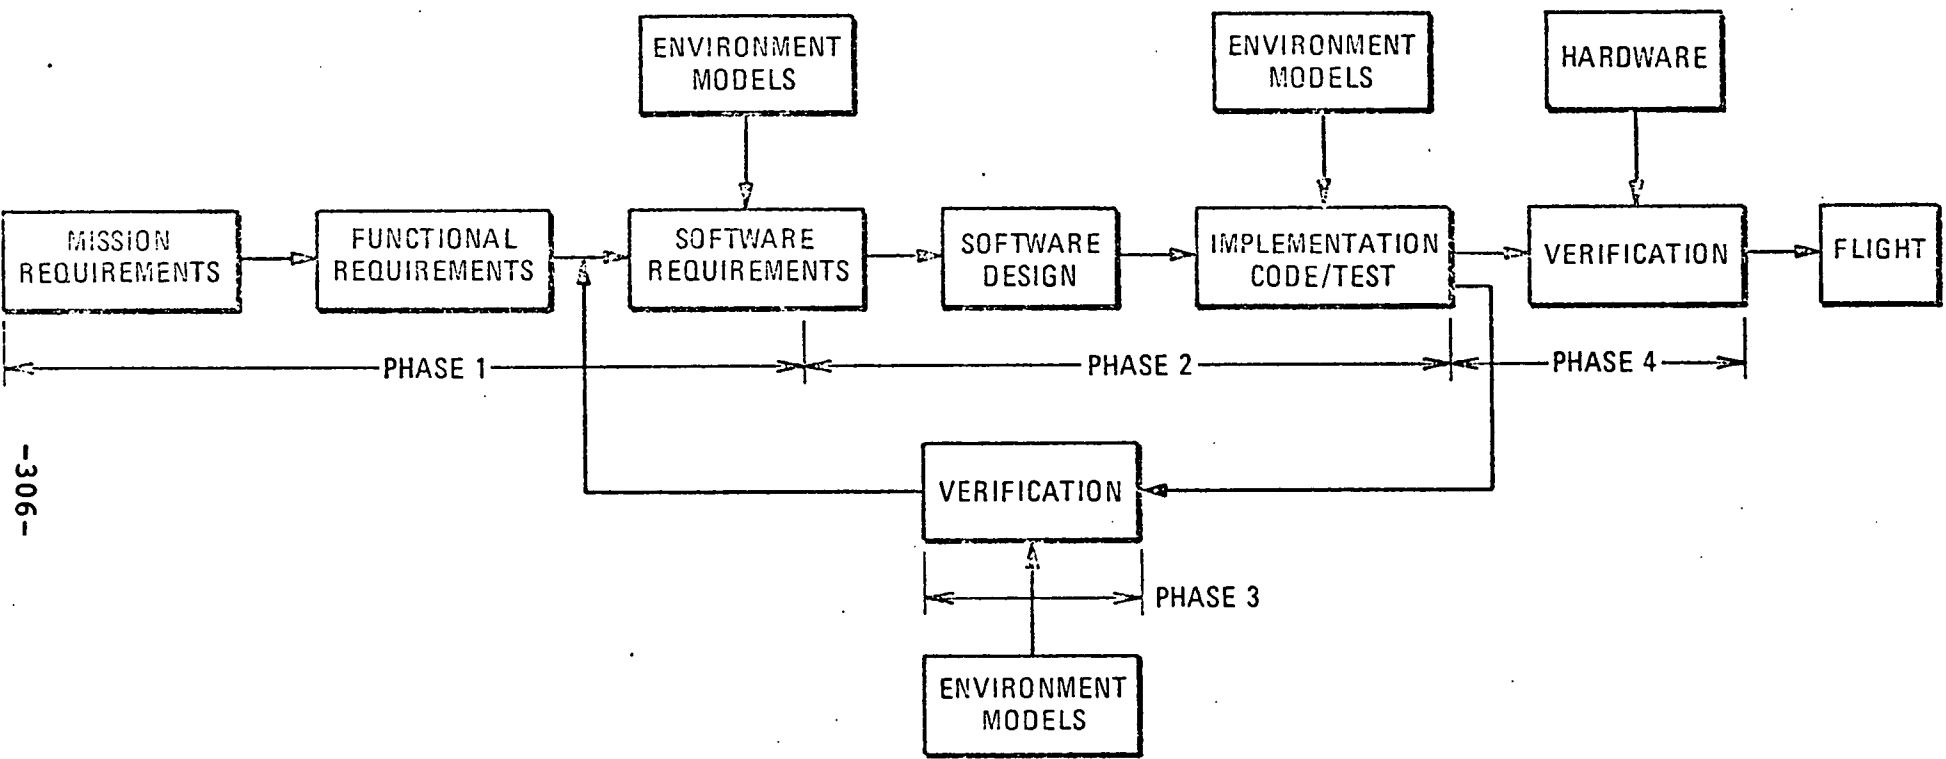 ENVIRONMENT
MODELS
ENVIRONMENT
MODELS
HARDWARE
MISSION
REQUIREMENTS
FUNCTIONAL
REQUIREMENTS
SOFTWARE
REQUIREMENTS
SOFTWARE
DESIGN
IMPLEMENTATION
CODE/TEST
VERIFICATION
FLIGHT
PHASE 1
PHASE 2
PHASE 4
-306-
VERIFICATION
PHASE 3
ENVIRONMENT
MODELS